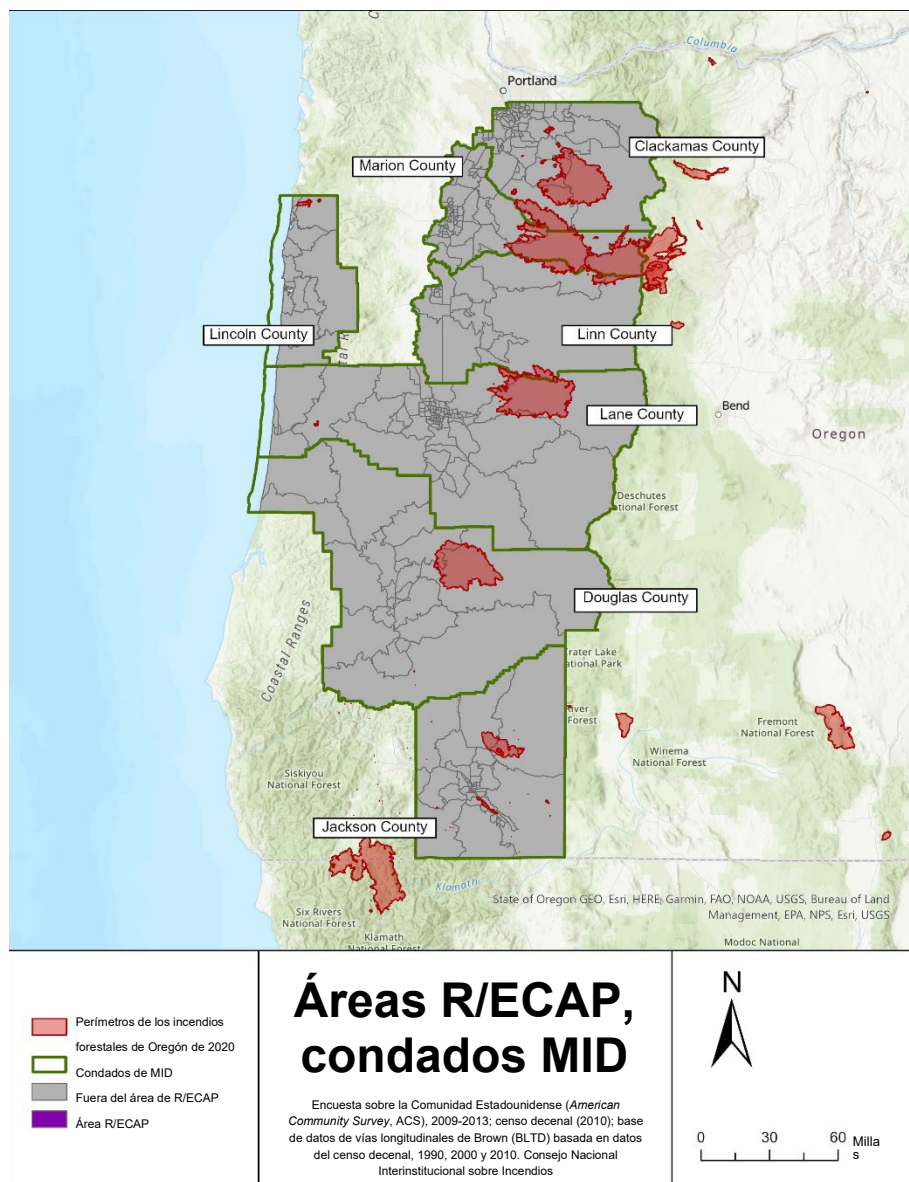 Columbia
Portland
Clackamas County
Marion County
Lincoln County
Linn County
Lane County
Bend
Oregon
Deschutes
National Forest
Douglas County
Coastal Ranges
Crater Lake
National Park
River
Forest
Fremont
National Forest
Winema
National Forest
Siskiyou
National Forest
Jackson County
Klamath
State of Oregon GEO, Esri, HERE, Garmin, FAO, NOAA, USGS, Bureau of Land
Management, EPA, NPS, Esri, USGS
Six Rivers
National Forest
Klamath
National Forest
Modoc National
Perímetros de los incendios
forestales de Oregón de 2020
Condados de MID
Fuera del área de R/ECAP
Área R/ECAP
Áreas R/ECAP,
condados MID
Encuesta sobre la Comunidad Estadounidense (American
Community Survey, ACS), 2009-2013; censo decenal (2010); base
de datos de vías longitudinales de Brown (BLTD) basada en datos
del censo decenal, 1990, 2000 y 2010. Consejo Nacional
Interinstitucional sobre Incendios
N
0 30 60 Milla
s